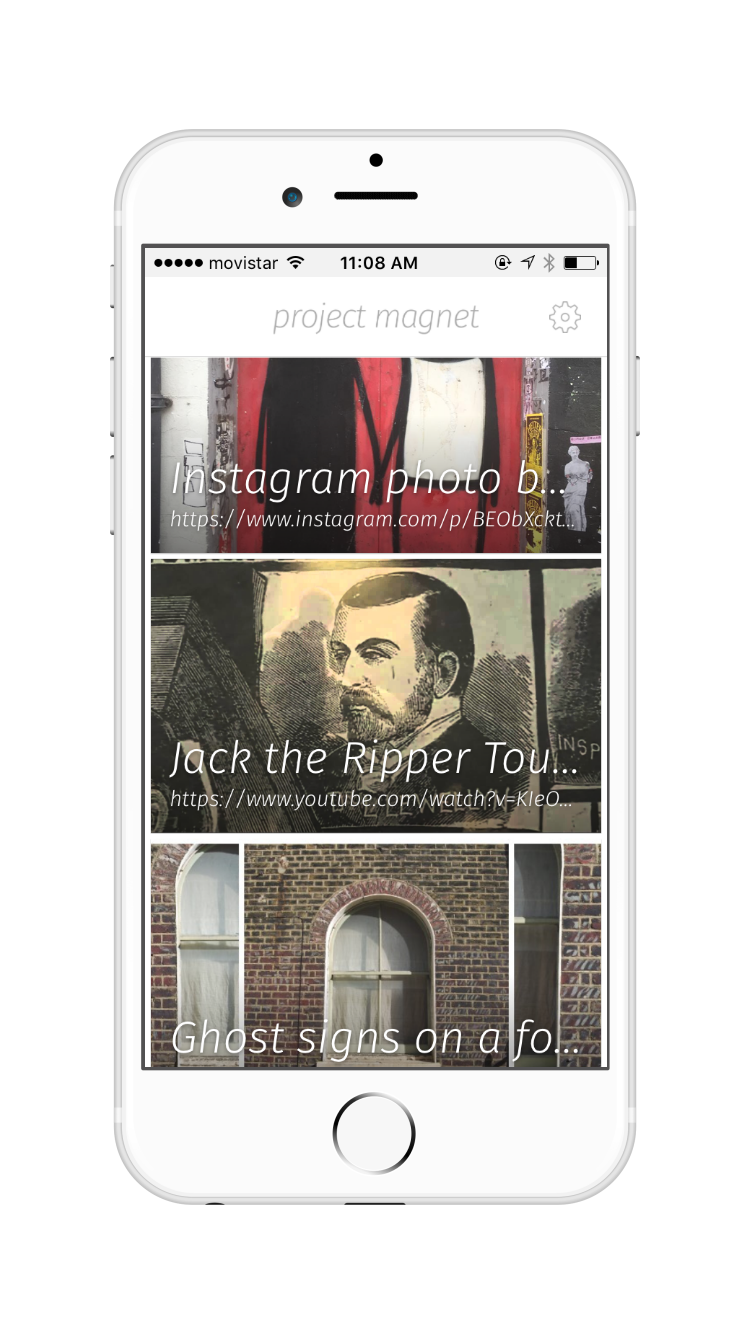 movistar 11:08 AM
project magnet
Instagram photo b...
https://www.instagram.com/p/BEObXckt...
INSP
Jack the Ripper Tou...
https://www.youtube.com/watch?v=KIeO...
Ghost signs on a fo...